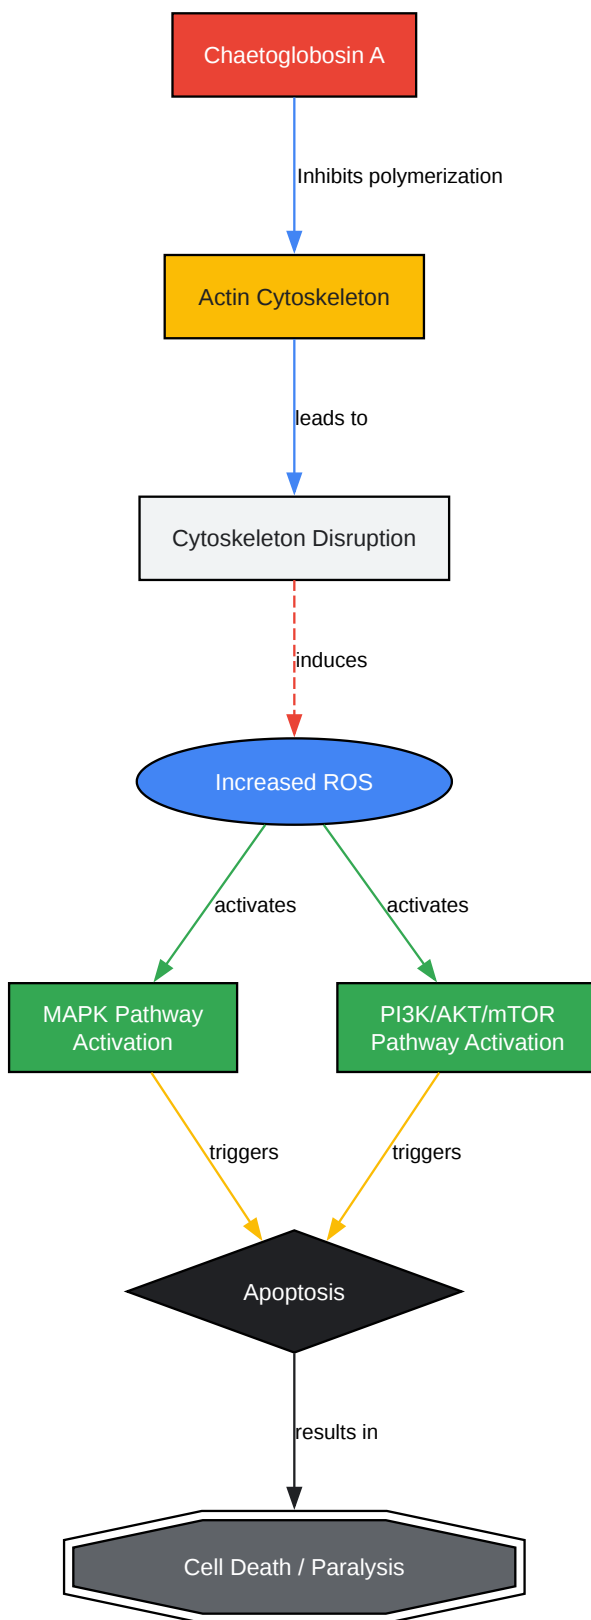 Chaetoglobosin A
Inhibits polymerization
Actin Cytoskeleton
leads to
Cytoskeleton Disruption
induces
Increased ROS
activates
activates
MAPK Pathway
Activation
PI3K/AKT/mTOR
Pathway Activation
triggers
triggers
Apoptosis
results in
Cell Death / Paralysis